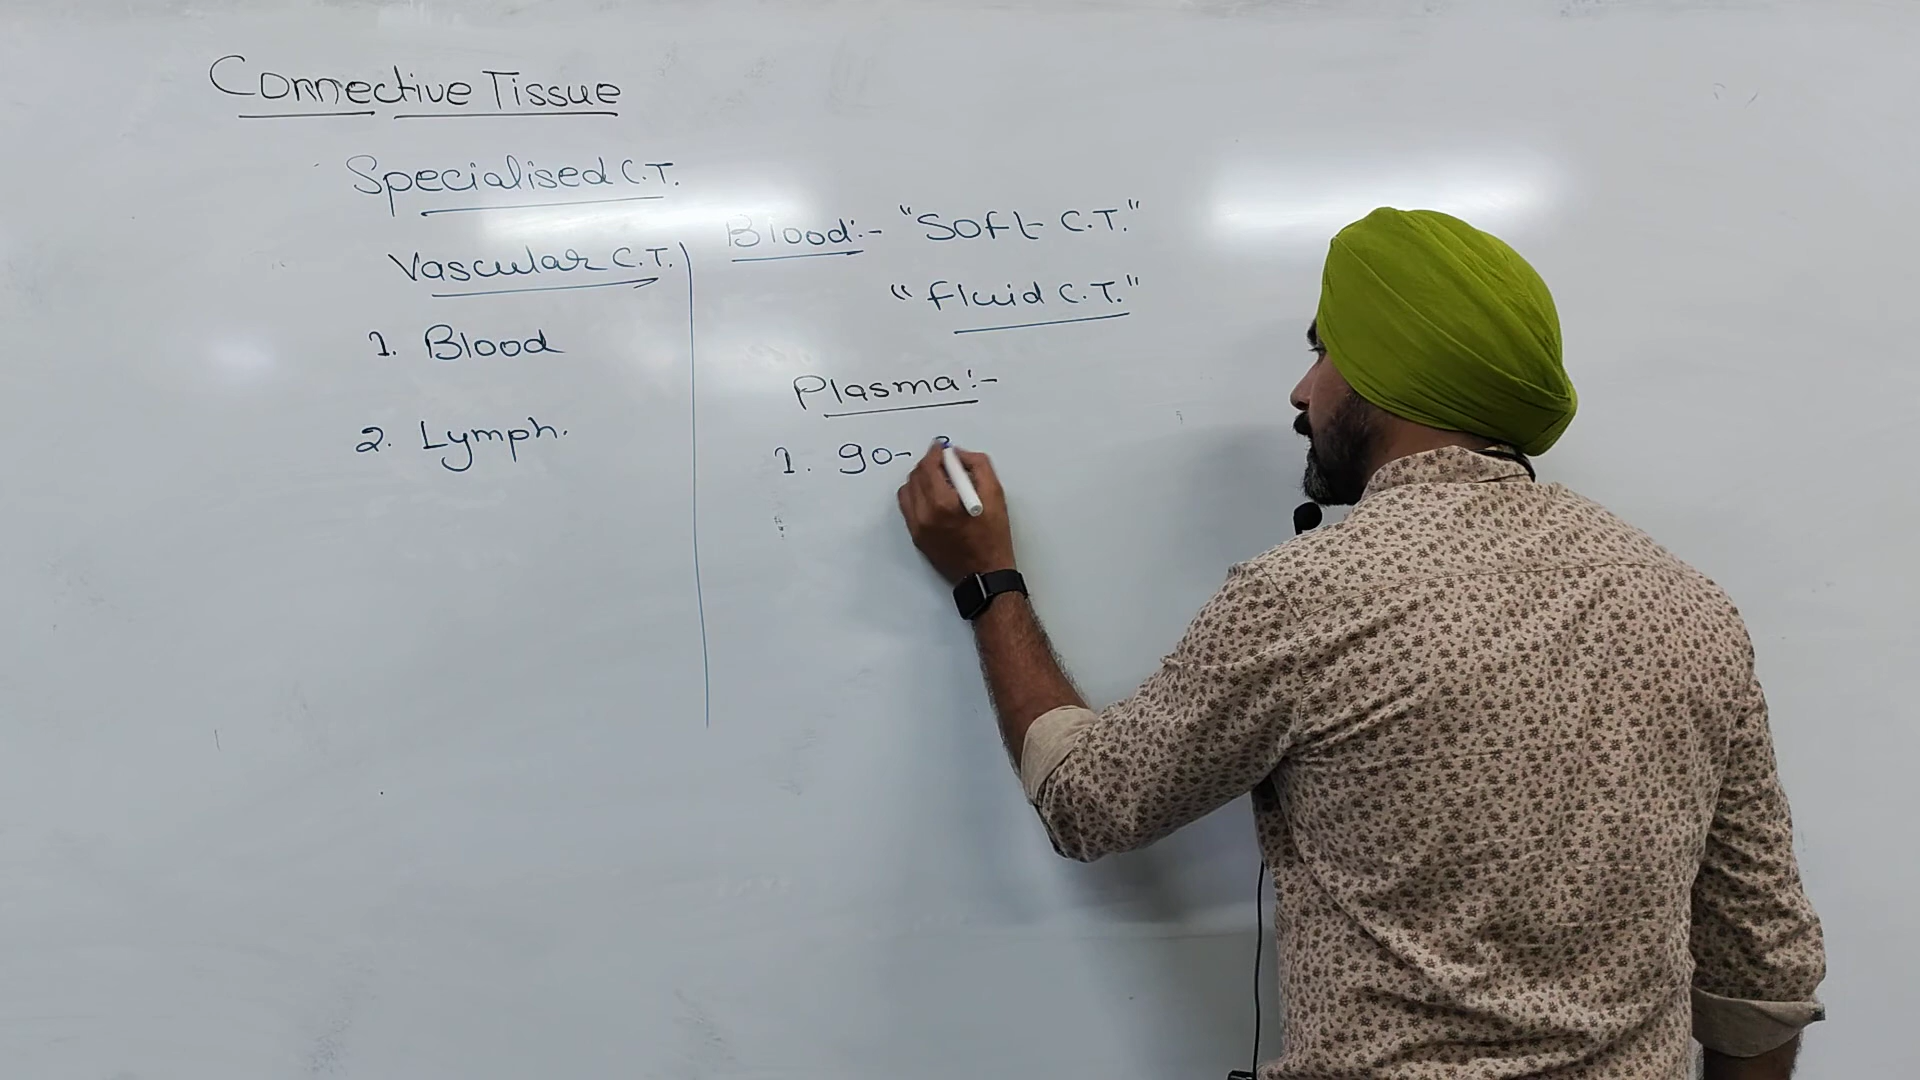 Connective Tissue
Specialised C.T.
Vascular C.T.
1. Blood
2. Lymph.
Blood:- "Soft C.T."
"fluid C.T."
Plasma:-
1. 90-